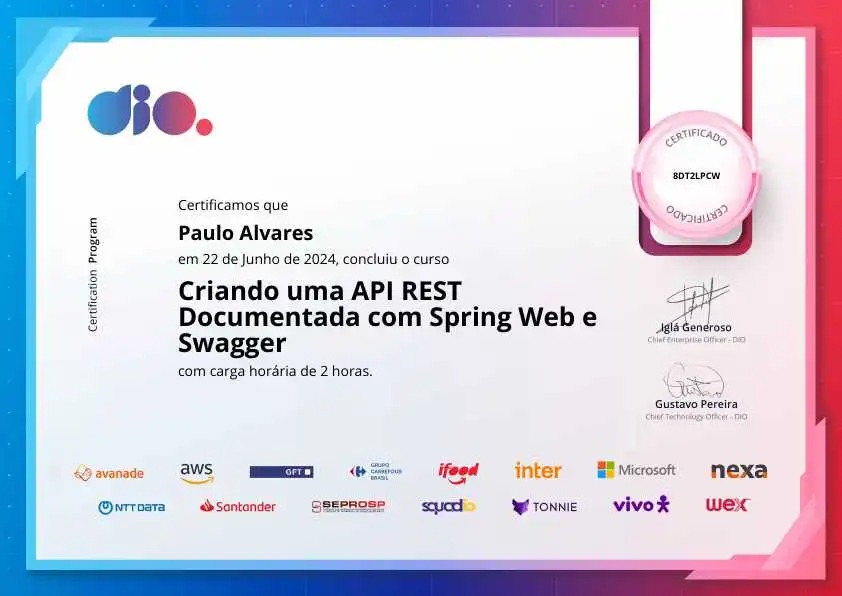 dio.
CERTIFICADO
8DT2LPCW
CERTIFICADO
Certification Program
Certificamos que
Paulo Alvares
em 22 de Junho de 2024, concluiu o curso
Criando uma API REST
Documentada com Spring Web e
Swagger
com carga horária de 2 horas.
Iglá Generoso
Chief Enterprise Officer - DIO
Gustavo Pereira
Chief Technology Officer - DIO
avanade
aws
GFT
GRUPO
CARREFOUR
BRASIL
ifood
inter
Microsoft
nexa
NTT DATA
Santander
SEPROSP
squadio
TONNIE
vivo
wex